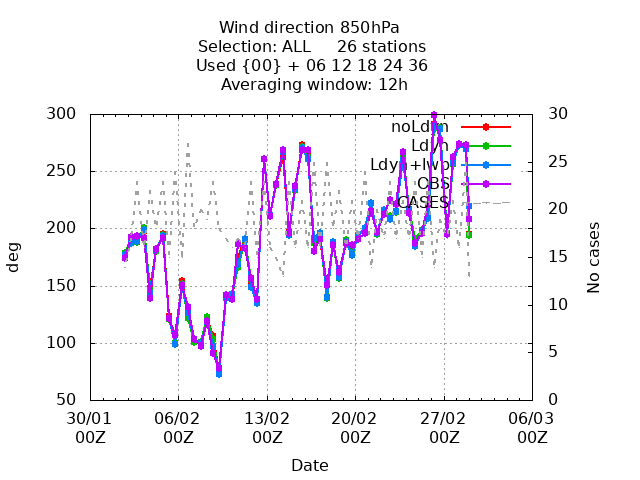 Wind direction 850hPa
Selection: ALL 26 stations
Used {00} + 06 12 18 24 36
Averaging window: 12h
300 30
noLdyn
Ldyn
250 25
Ldyn+lwp
OBS
CASES
200 20
deg
No cases
150 15
100 10
5
50 0
30/01 06/02 13/02 20/02 27/02 06/03
00Z 00Z 00Z 00Z 00Z 00Z
Date